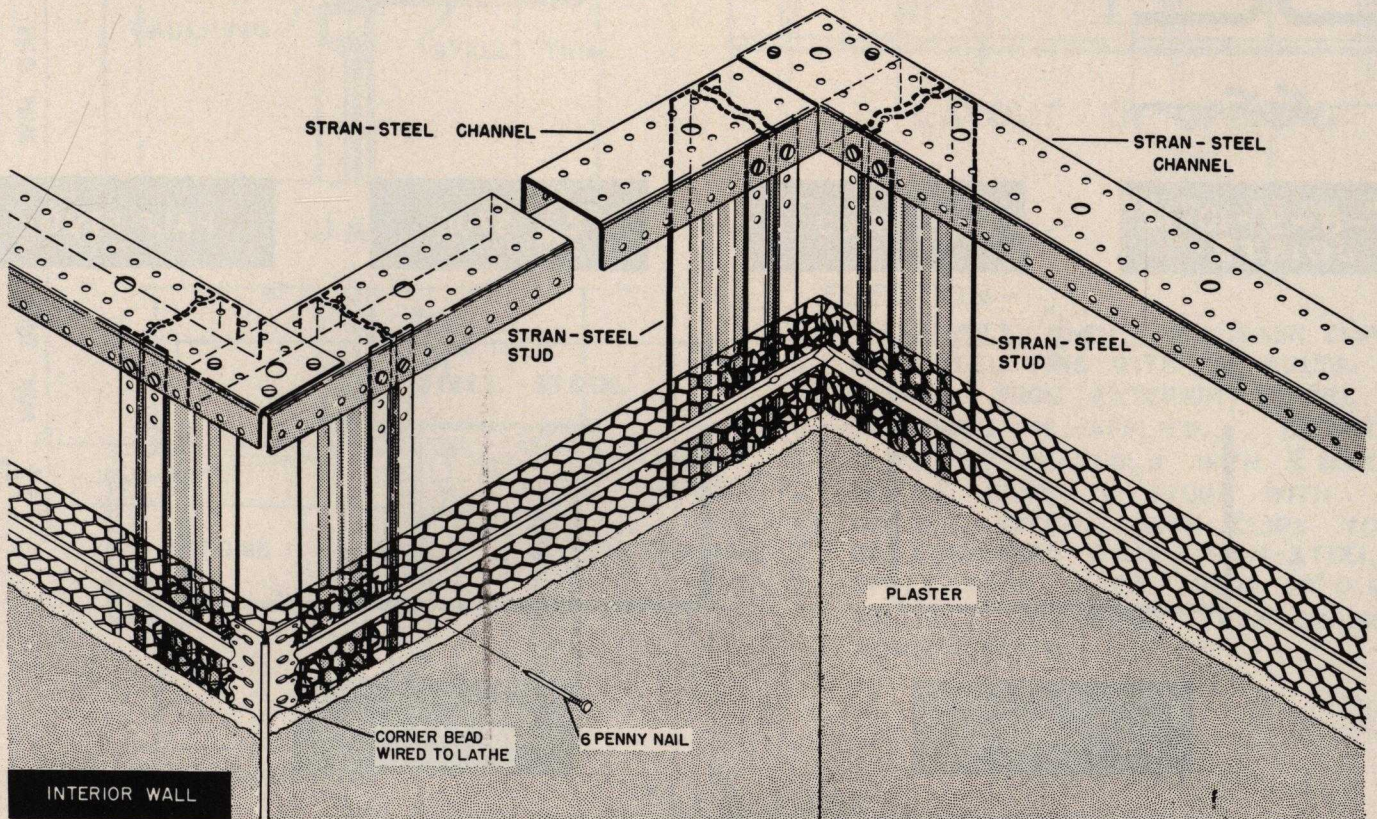 STRAN-STEEL CHANNEL
STRAN-STEEL
CHANNEL
STRAN-STEEL
STUD
STRAN-STEEL
STUD
PLASTER
CORNER BEAD
WIRED TO LATHE
6 PENNY NAIL
INTERIOR WALL